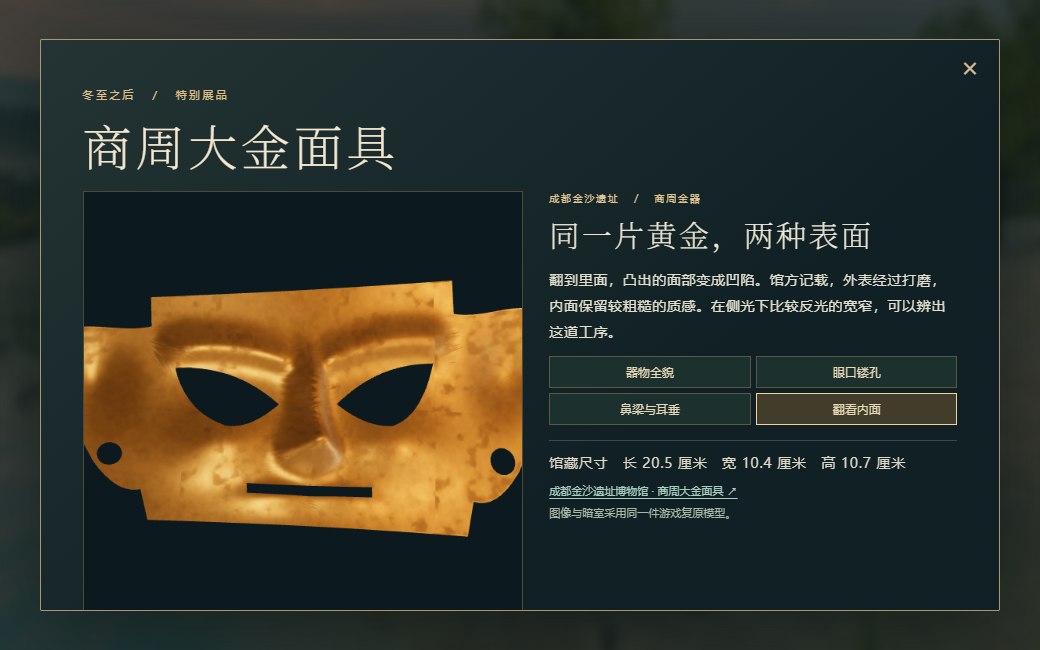 冬至之后 / 特别展品
商周大金面具
成都金沙遗址 / 商周金器
同一片黄金，两种表面
翻到里面，凸出的面部变成凹陷。馆方记载，外表经过打磨，
内面保留较粗糙的质感。在侧光下比较反光的宽窄，可以辨出
这道工序。
器物全貌
眼口镂孔
鼻梁与耳垂
翻看内面
馆藏尺寸 长 20.5 厘米 宽 10.4 厘米 高 10.7 厘米
成都金沙遗址博物馆 · 商周大金面具 ↗
图像与暗室采用同一件游戏复原模型。